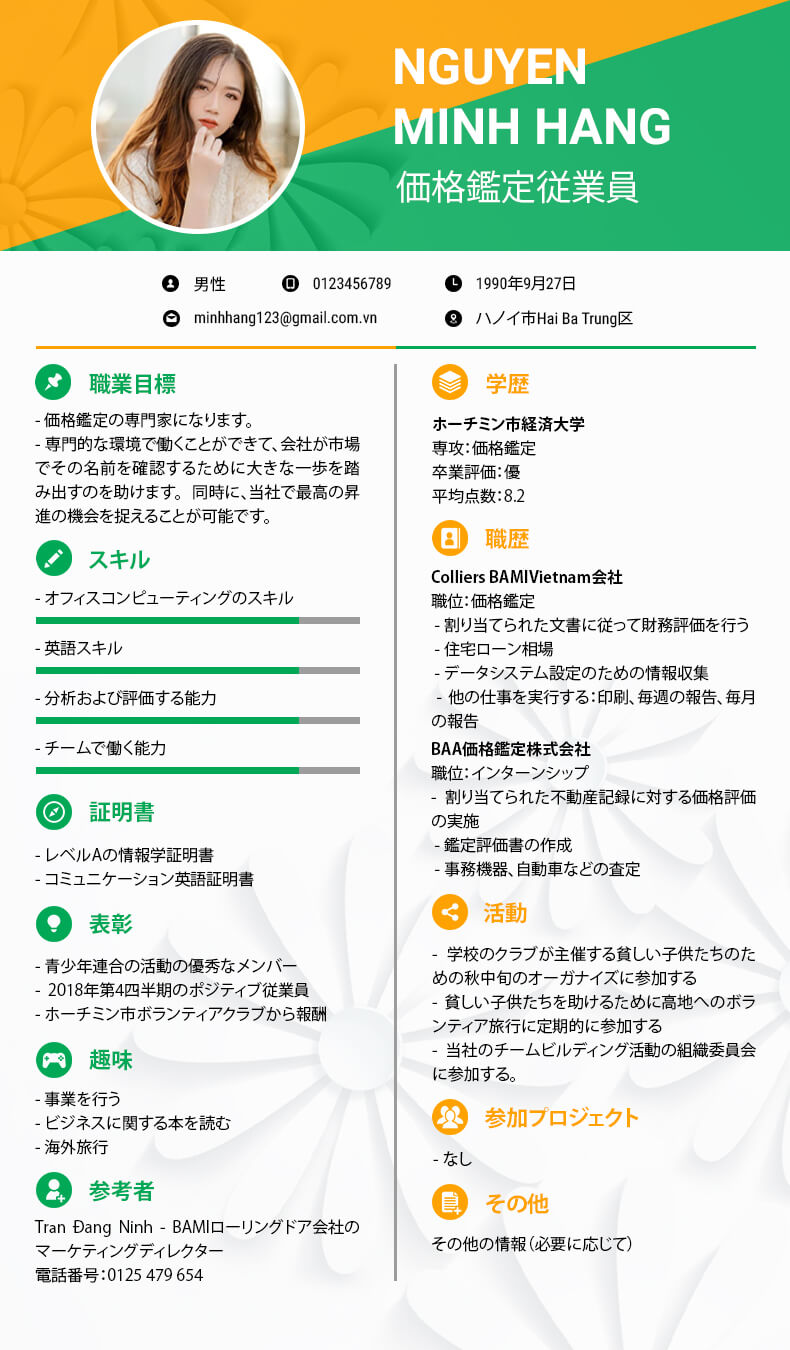 NGUYEN
MINH HANG
価格鑑定従業員
男性
0123456789
1990年9月27日
minhhang123@gmail.com.vn
ハノイ市Hai Ba Trung区
職業目標
- 価格鑑定の専門家になります。
- 専門的な環境で働くことができて、会社が市場
でその名前を確認するために大きな一歩を踏
み出すのを助けます。 同時に、当社で最高の昇
進の機会を捉えることが可能です。
スキル
- オフィスコンピューティングのスキル
- 英語スキル
- 分析および評価する能力
- チームで働く能力
証明書
- レベルAの情報学証明書
- コミュニケーション英語証明書
表彰
- 青少年連合の活動の優秀なメンバー
- 2018年第4四半期のポジティブ従業員
- ホーチミン市ボランティアクラブから報酬
趣味
- 事業を行う
- ビジネスに関する本を読む
- 海外旅行
参考者
Tran Đang Ninh - BAMIローリングドア会社の
マーケティングディレクター
電話番号：0125 479 654
学歴
ホーチミン市経済大学
専攻：価格鑑定
卒業評価：優
平均点数：8.2
職歴
Colliers BAMIVietnam会社
職位：価格鑑定
- 割り当てられた文書に従って財務評価を行う
- 住宅ローン相場
- データシステム設定のための情報収集
- 他の仕事を実行する：印刷、毎週の報告、毎月
の報告
BAA価格鑑定株式会社
職位：インターンシップ
- 割り当てられた不動産記録に対する価格評価
の実施
- 鑑定評価書の作成
- 事務機器、自動車などの査定
活動
- 学校のクラブが主催する貧しい子供たちのた
めの秋中旬のオーガナイズに参加する
- 貧しい子供たちを助けるために高地へのボラ
ンティア旅行に定期的に参加する
- 当社のチームビルディング活動の組織委員会
に参加する。
参加プロジェクト
- なし
その他
その他の情報（必要に応じて）